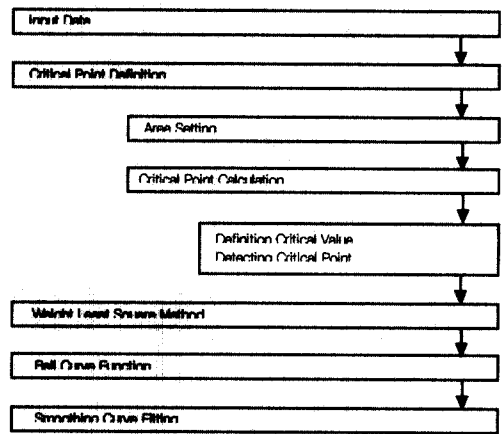 Input Data
Critical Point Definition
Area Setting
Critical Point Calculation
Definition Critical Value
Detecting Critical Point
Weight Least Square Method
Ball Curve Function
Smoothing Curve Fitting